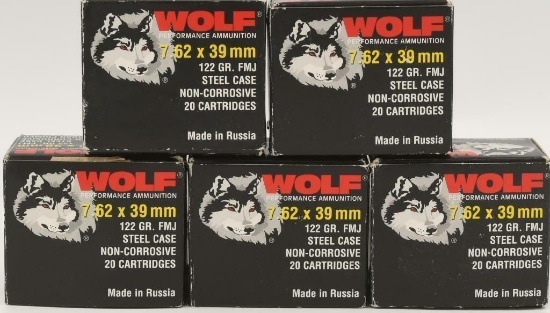 WOLF®
PERFORMANCE AMMUNITION
7.62 x 39 mm
122 GR. FMJ
STEEL CASE
NON-CORROSIVE
20 CARTRIDGES
Made in Russia
WOLF®
PERFORMANCE AMMUNITION
7.62 x 39 mm
122 GR. FMJ
STEEL CASE
NON-CORROSIVE
20 CARTRIDGES
Made in Russia
WOLF®
PERFORMANCE AMMUNITION
7.62 x 39 mm
122 GR. FMJ
STEEL CASE
NON-CORROSIVE
20 CARTRIDGES
Made in Russia
WOLF®
PERFORMANCE AMMUNITION
7.62 x 39 mm
122 GR. FMJ
STEEL CASE
NON-CORROSIVE
20 CARTRIDGES
Made in Russia
WOLF®
PERFORMANCE AMMUNITION
7.62 x 39 mm
122 GR. FMJ
STEEL CASE
NON-CORROSIVE
20 CARTRIDGES
Made in Russia